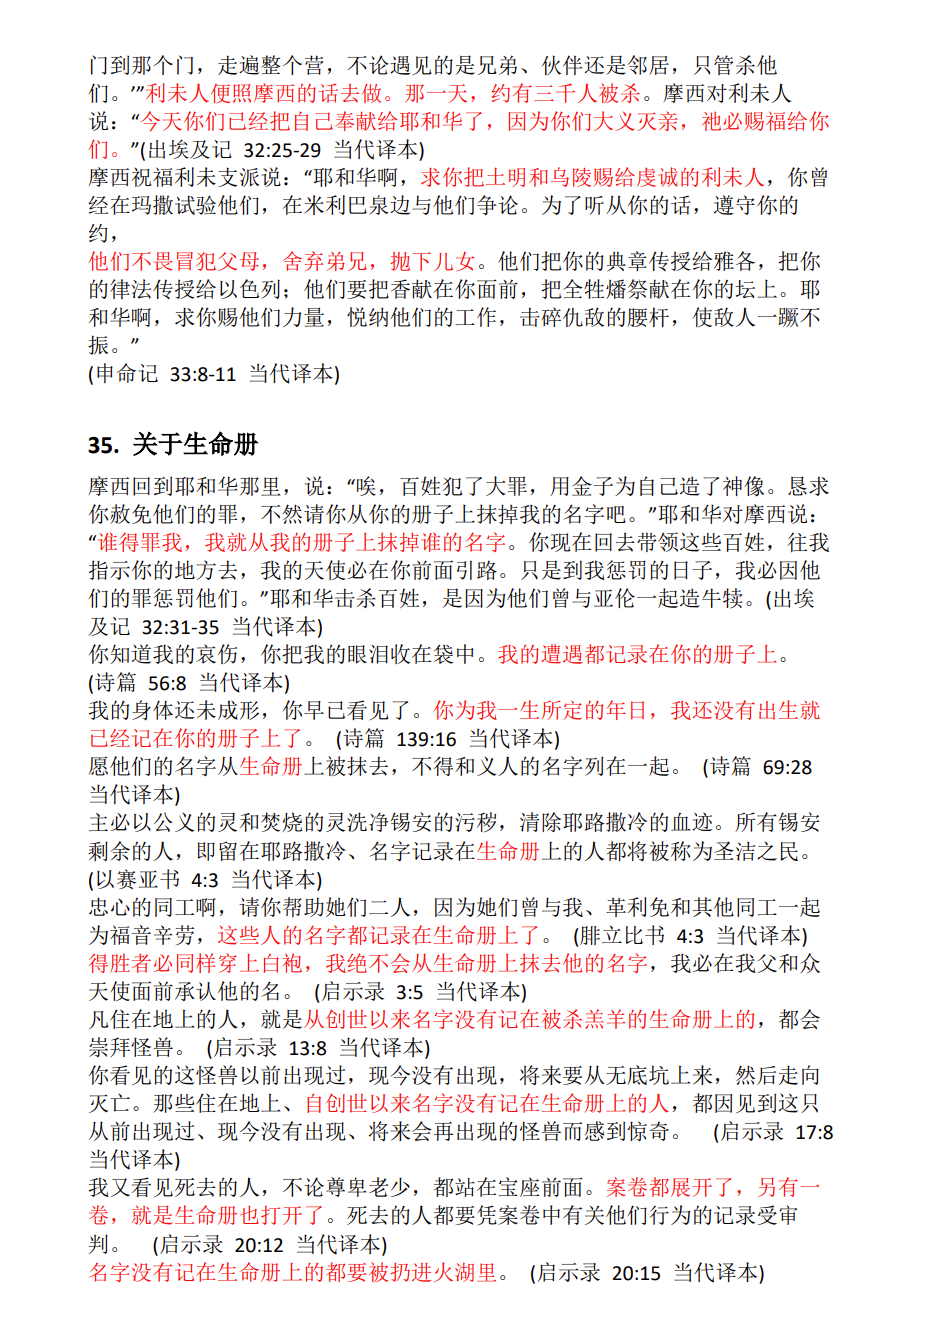 门到那个门，走遍整个营，不论遇见的是兄弟、伙伴还是邻居，只管杀他
们。’”利未人便照摩西的话去做。那一天，约有三千人被杀。摩西对利未人
说：“今天你们已经把自己奉献给耶和华了，因为你们大义灭亲，祂必赐福给你
们。”(出埃及记 32:25-29 当代译本)
摩西祝福利未支派说：“耶和华啊，求你把土明和乌陵赐给虔诚的利未人，你曾
经在玛撒试验他们，在米利巴泉边与他们争论。为了听从你的话，遵守你的
约，
他们不畏冒犯父母，舍弃弟兄，抛下儿女。他们把你的典章传授给雅各，把你
的律法传授给以色列；他们要把香献在你面前，把全牲燔祭献在你的坛上。耶
和华啊，求你赐他们力量，悦纳他们的工作，击碎仇敌的腰杆，使敌人一蹶不
振。”
(申命记 33:8-11 当代译本)
35. 关于生命册
摩西回到耶和华那里，说：“唉，百姓犯了大罪，用金子为自己造了神像。恳求
你赦免他们的罪，不然请你从你的册子上抹掉我的名字吧。”耶和华对摩西说：
“谁得罪我，我就从我的册子上抹掉谁的名字。你现在回去带领这些百姓，往我
指示你的地方去，我的天使必在你前面引路。只是到我惩罚的日子，我必因他
们的罪惩罚他们。”耶和华击杀百姓，是因为他们曾与亚伦一起造牛犊。(出埃
及记 32:31-35 当代译本)
你知道我的哀伤，你把我的眼泪收在袋中。我的遭遇都记录在你的册子上。
(诗篇 56:8 当代译本)
我的身体还未成形，你早已看见了。你为我一生所定的年日，我还没有出生就
已经记在你的册子上了。 (诗篇 139:16 当代译本)
愿他们的名字从生命册上被抹去，不得和义人的名字列在一起。 (诗篇 69:28
当代译本)
主必以公义的灵和焚烧的灵洗净锡安的污秽，清除耶路撒冷的血迹。所有锡安
剩余的人，即留在耶路撒冷、名字记录在生命册上的人都将被称为圣洁之民。
(以赛亚书 4:3 当代译本)
忠心的同工啊，请你帮助她们二人，因为她们曾与我、革利免和其他同工一起
为福音辛劳，这些人的名字都记录在生命册上了。 (腓立比书 4:3 当代译本)
得胜者必同样穿上白袍，我绝不会从生命册上抹去他的名字，我必在我父和众
天使面前承认他的名。 (启示录 3:5 当代译本)
凡住在地上的人，就是从创世以来名字没有记在被杀羔羊的生命册上的，都会
崇拜怪兽。 (启示录 13:8 当代译本)
你看见的这怪兽以前出现过，现今没有出现，将来要从无底坑上来，然后走向
灭亡。那些住在地上、自创世以来名字没有记在生命册上的人，都因见到这只
从前出现过、现今没有出现、将来会再出现的怪兽而感到惊奇。 (启示录 17:8
当代译本)
我又看见死去的人，不论尊卑老少，都站在宝座前面。案卷都展开了，另有一
卷，就是生命册也打开了。死去的人都要凭案卷中有关他们行为的记录受审
判。 (启示录 20:12 当代译本)
名字没有记在生命册上的都要被扔进火湖里。 (启示录 20:15 当代译本)